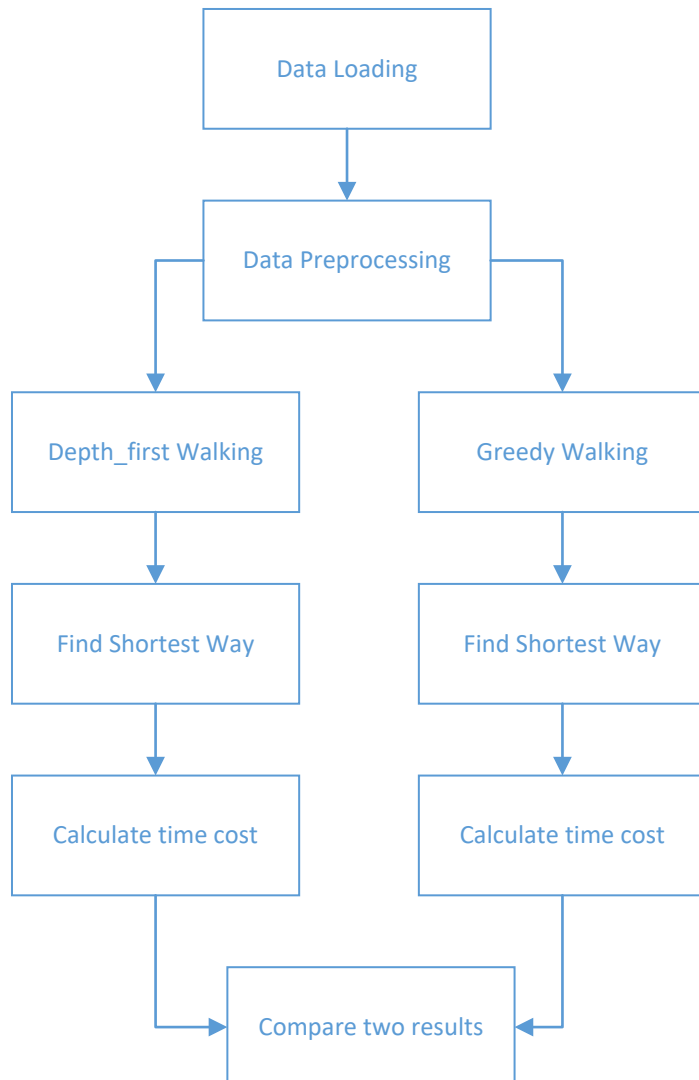 Data Loading
Data Preprocessing
Depth_first Walking
Greedy Walking
Find Shortest Way
Find Shortest Way
Calculate time cost
Calculate time cost
Compare two results